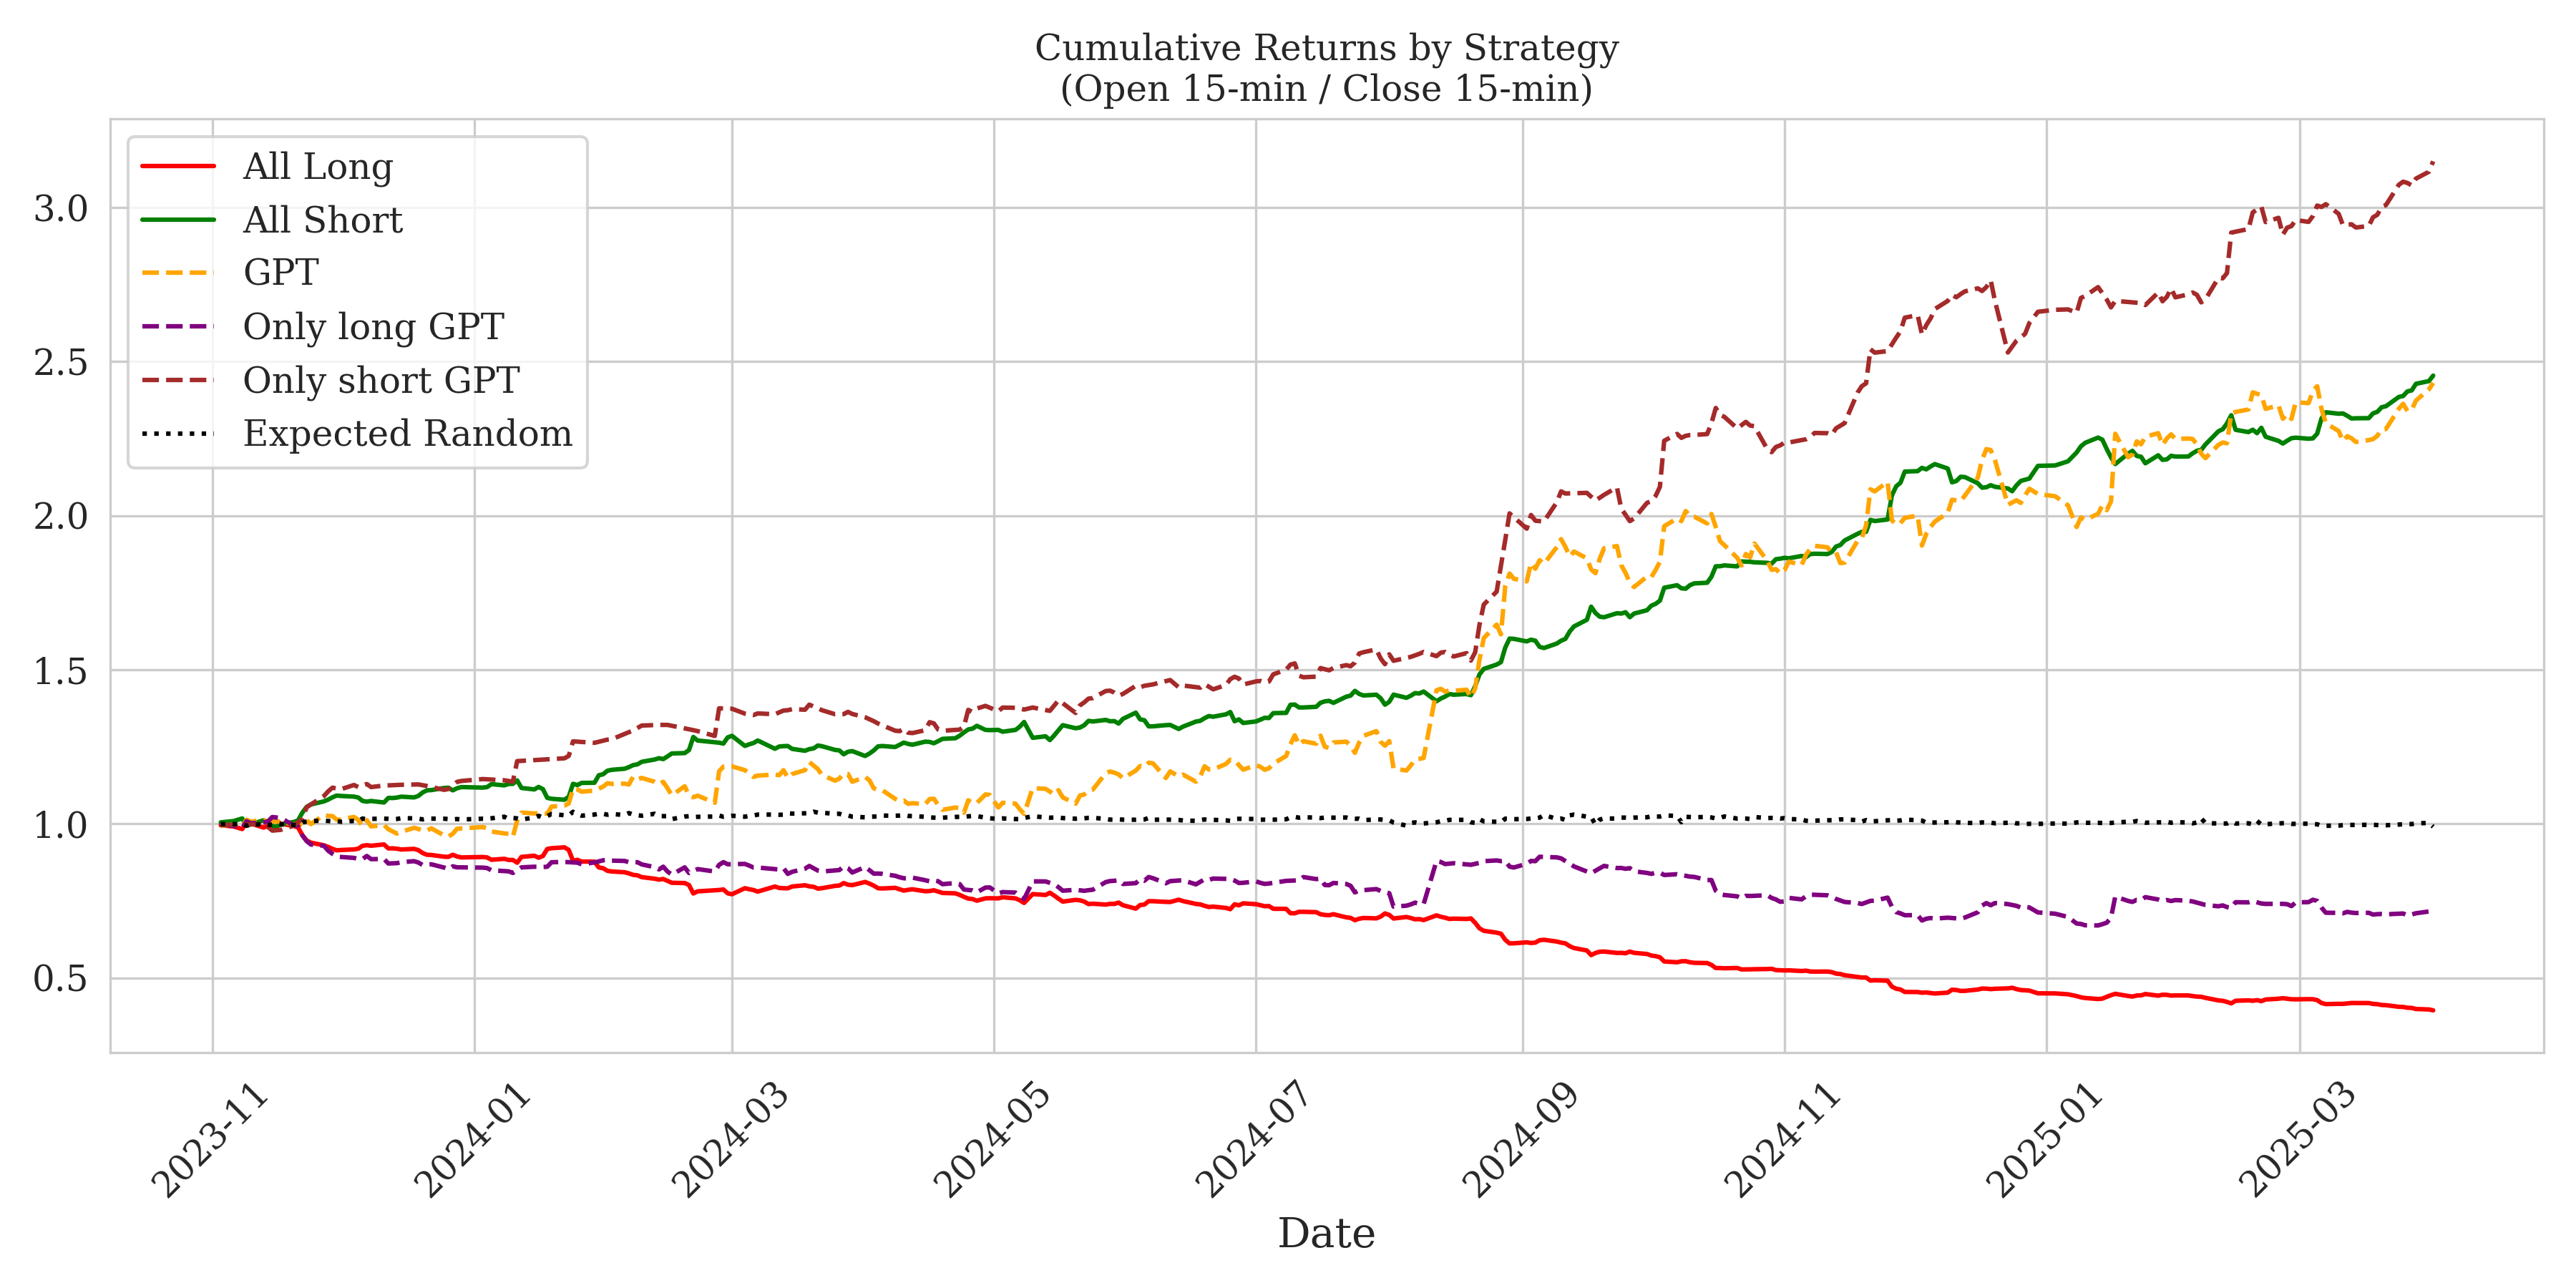 Cumulative Returns by Strategy
(Open 15-min / Close 15-min)
All Long
All Short
GPT
Only long GPT
Only short GPT
Expected Random
3.0
2.5
2.0
1.5
1.0
0.5
2023-11
2024-01
2024-03
2024-05
2024-07
2024-09
2024-11
2025-01
2025-03
Date